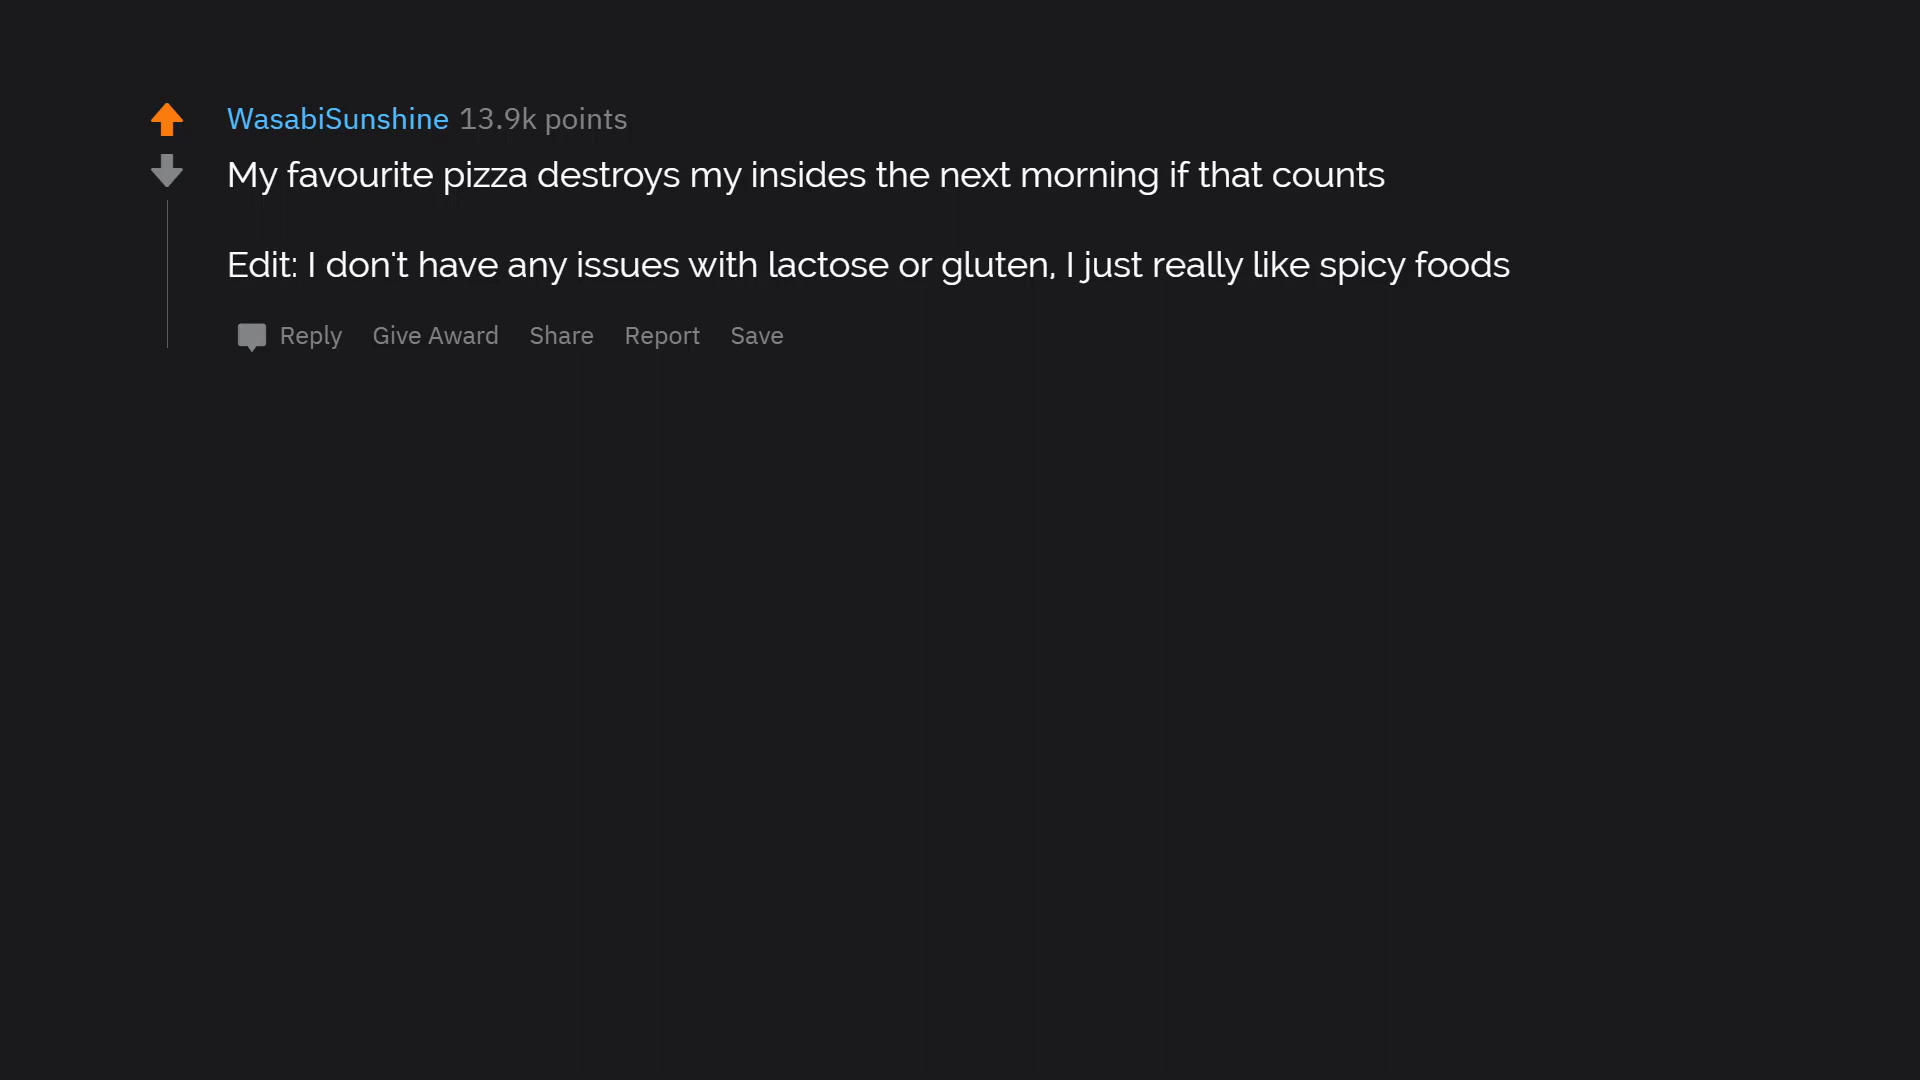 WasabiSunshine 13.9k points
My favourite pizza destroys my insides the next morning if that counts
Edit: I don't have any issues with lactose or gluten, I just really like spicy foods
Reply Give Award Share Report Save